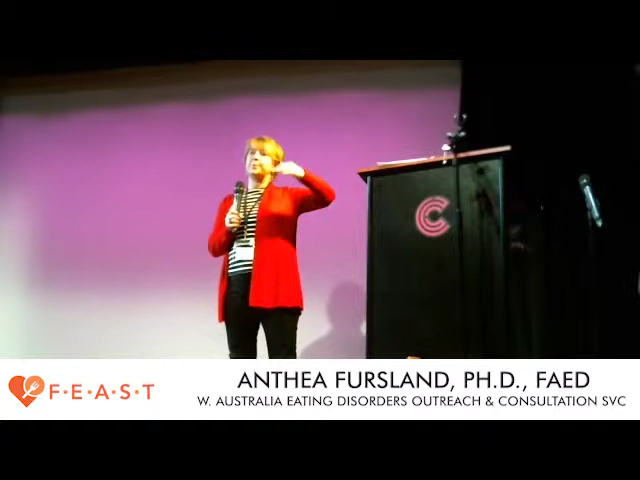 C
F·E·A·S·T
ANTHEA FURSLAND, PH.D., FAED
W. AUSTRALIA EATING DISORDERS OUTREACH & CONSULTATION SVC